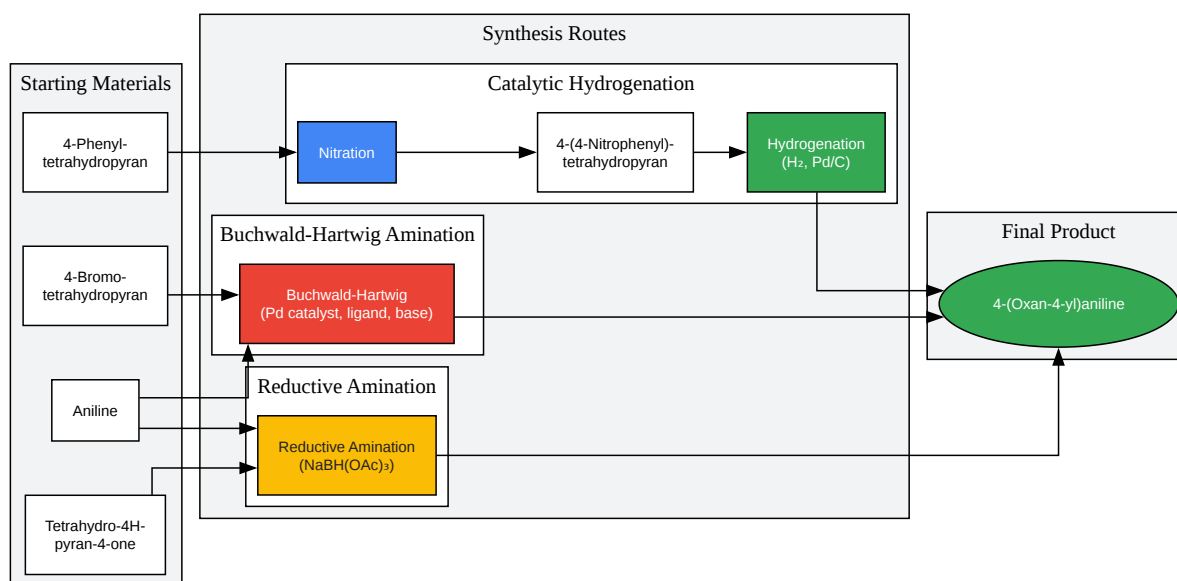 Synthesis Routes
Starting Materials
Catalytic Hydrogenation
4-Phenyl-
tetrahydropyran
Nitration
4-(4-Nitrophenyl)-
tetrahydropyran
Hydrogenation
(H₂, Pd/C)
Buchwald-Hartwig Amination
4-Bromo-
tetrahydropyran
Buchwald-Hartwig
(Pd catalyst, ligand, base)
Final Product
4-(Oxan-4-yl)aniline
Reductive Amination
Aniline
Reductive Amination
(NaBH(OAc)₃)
Tetrahydro-4H-
pyran-4-one